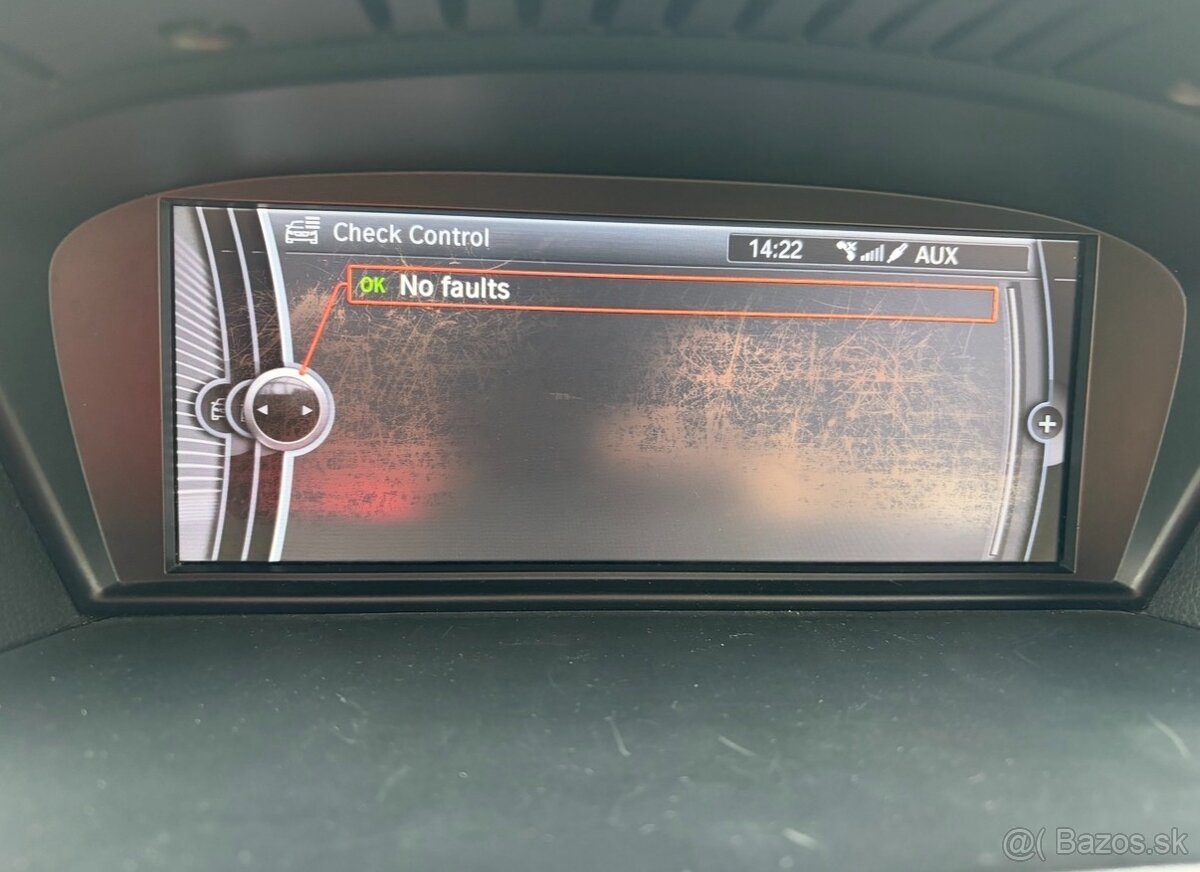 Check Control
14:22 AUX
OK No faults
+
@( Bazos.sk